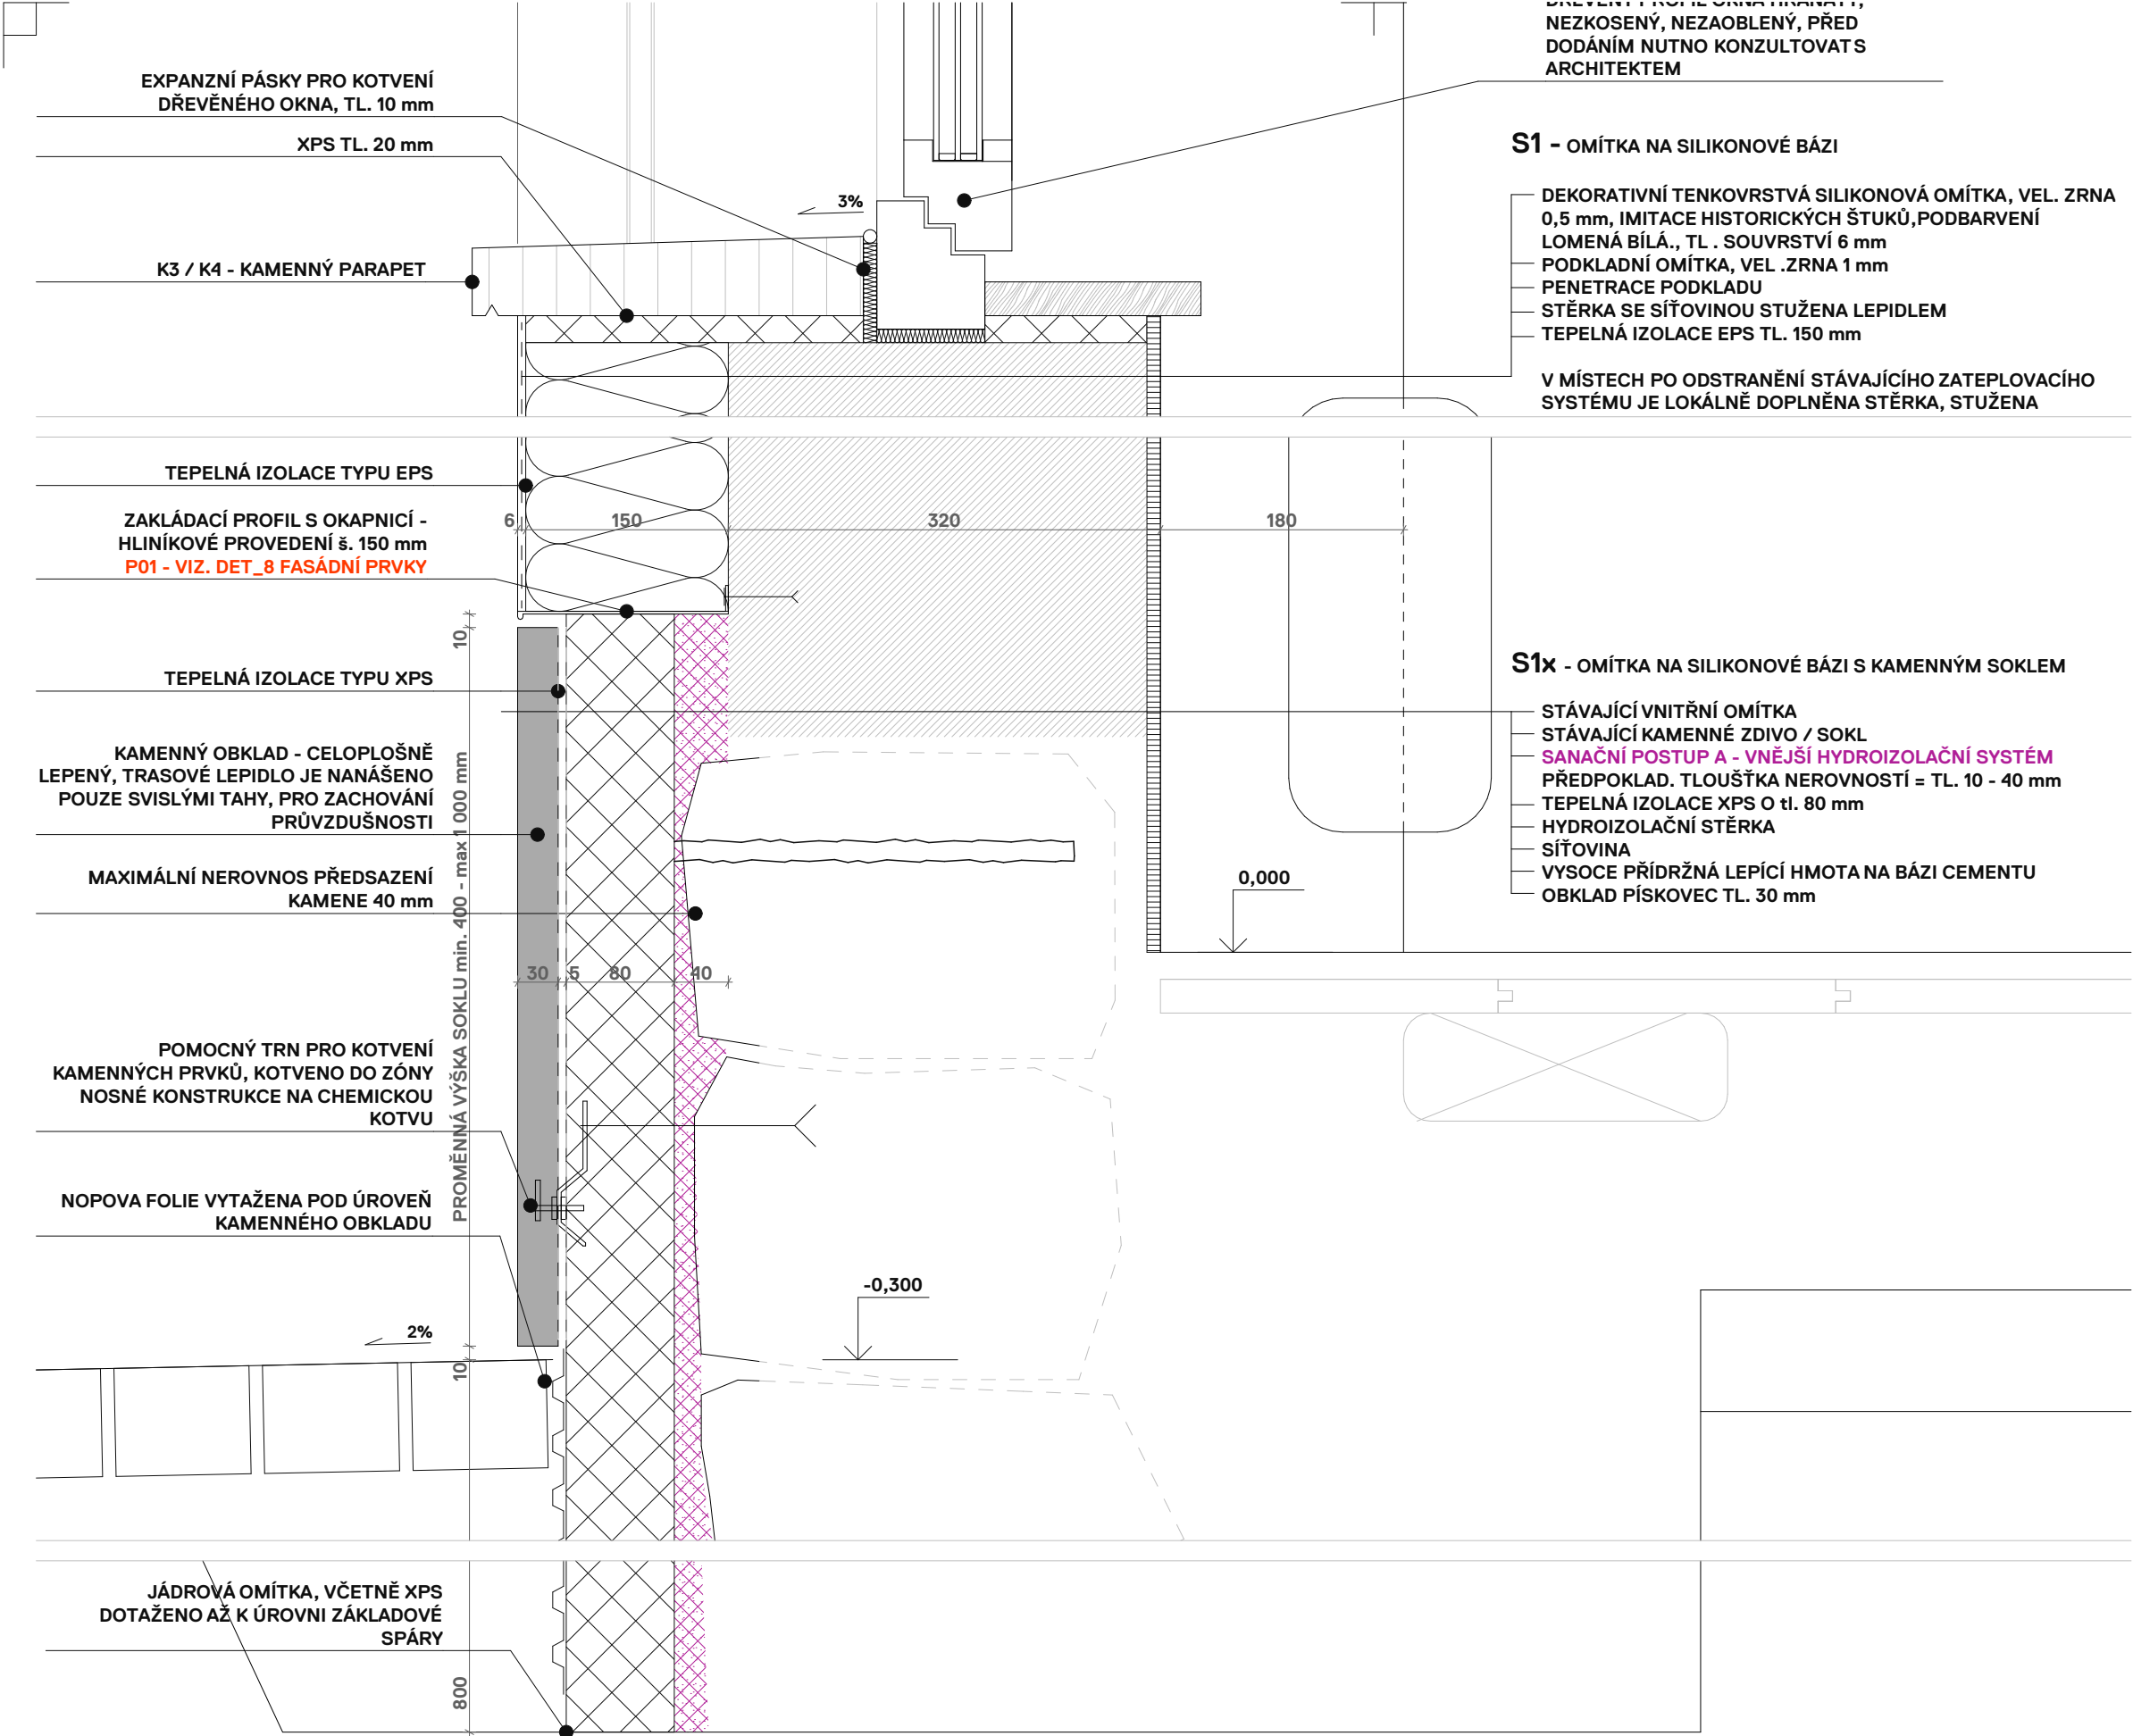 EXPANZNÍ PÁSKY PRO KOTVENÍ
DŘEVĚNÉHO OKNA, TL. 10 mm
XPS TL. 20 mm
K3 / K4 - KAMENNÝ PARAPET
TEPELNÁ IZOLACE TYPU EPS
ZAKLÁDACÍ PROFIL S OKAPNICÍ -
HLINÍKOVÉ PROVEDENÍ š. 150 mm
P01 - VIZ. DET_8 FASÁDNÍ PRVKY
TEPELNÁ IZOLACE TYPU XPS
KAMENNÝ OBKLAD - CELOPLOŠNĚ
LEPENÝ, TRASOVÉ LEPIDLO JE NANÁŠENO
POUZE SVISLÝMI TAHY, PRO ZACHOVÁNÍ
PRŮVZDUŠNOSTI
MAXIMÁLNÍ NEROVNOS PŘEDSAZENÍ
KAMENE 40 mm
POMOCNÝ TRN PRO KOTVENÍ
KAMENNÝCH PRVKŮ, KOTVENO DO ZÓNY
NOSNÉ KONSTRUKCE NA CHEMICKOU
KOTVU
NOPOVA FOLIE VYTAŽENA POD ÚROVEŇ
KAMENNÉHO OBKLADU
2%
JÁDROVÁ OMÍTKA, VČETNĚ XPS
DOTAŽENO AŽ K ÚROVNI ZÁKLADOVÉ
SPÁRY
10
PROMĚNNÁ VÝŠKA SOKLU min. 400 - max 1 000 mm
10
800
3%
6
150
320
180
30
5
80
40
0,000
-0,300
DŘEVĚNÝ PROFIL OKNA HRANATÝ,
NEZKOSENÝ, NEZAOBLENÝ, PŘED
DODÁNÍM NUTNO KONZULTOVAT S
ARCHITEKTEM
S1 - OMÍTKA NA SILIKONOVÉ BÁZI
DEKORATIVNÍ TENKOVRSTVÁ SILIKONOVÁ OMÍTKA, VEL. ZRNA
0,5 mm, IMITACE HISTORICKÝCH ŠTUKŮ,PODBARVENÍ
LOMENÁ BÍLÁ., TL . SOUVRSTVÍ 6 mm
PODKLADNÍ OMÍTKA, VEL .ZRNA 1 mm
PENETRACE PODKLADU
STĚRKA SE SÍŤOVINOU STUŽENA LEPIDLEM
TEPELNÁ IZOLACE EPS TL. 150 mm
V MÍSTECH PO ODSTRANĚNÍ STÁVAJÍCÍHO ZATEPLOVACÍHO
SYSTÉMU JE LOKÁLNĚ DOPLNĚNA STĚRKA, STUŽENA
S1x - OMÍTKA NA SILIKONOVÉ BÁZI S KAMENNÝM SOKLEM
STÁVAJÍCÍ VNITŘNÍ OMÍTKA
STÁVAJÍCÍ KAMENNÉ ZDIVO / SOKL
SANAČNÍ POSTUP A - VNĚJŠÍ HYDROIZOLAČNÍ SYSTÉM
PŘEDPOKLAD. TLOUŠŤKA NEROVNOSTÍ = TL. 10 - 40 mm
TEPELNÁ IZOLACE XPS O tl. 80 mm
HYDROIZOLAČNÍ STĚRKA
SÍŤOVINA
VYSOCE PŘÍDRŽNÁ LEPÍCÍ HMOTA NA BÁZI CEMENTU
OBKLAD PÍSKOVEC TL. 30 mm